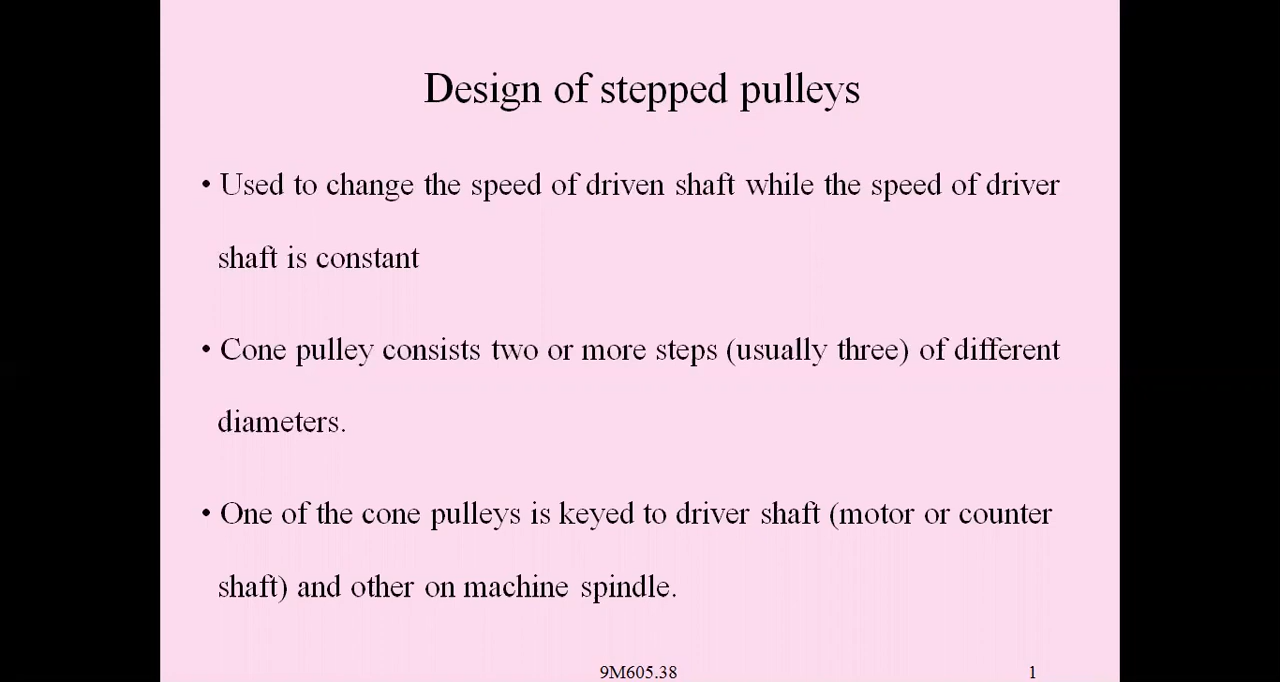 Design of stepped pulleys
• Used to change the speed of driven shaft while the speed of driver
shaft is constant
• Cone pulley consists two or more steps (usually three) of different
diameters.
• One of the cone pulleys is keyed to driver shaft (motor or counter
shaft) and other on machine spindle.
9M605.38 1